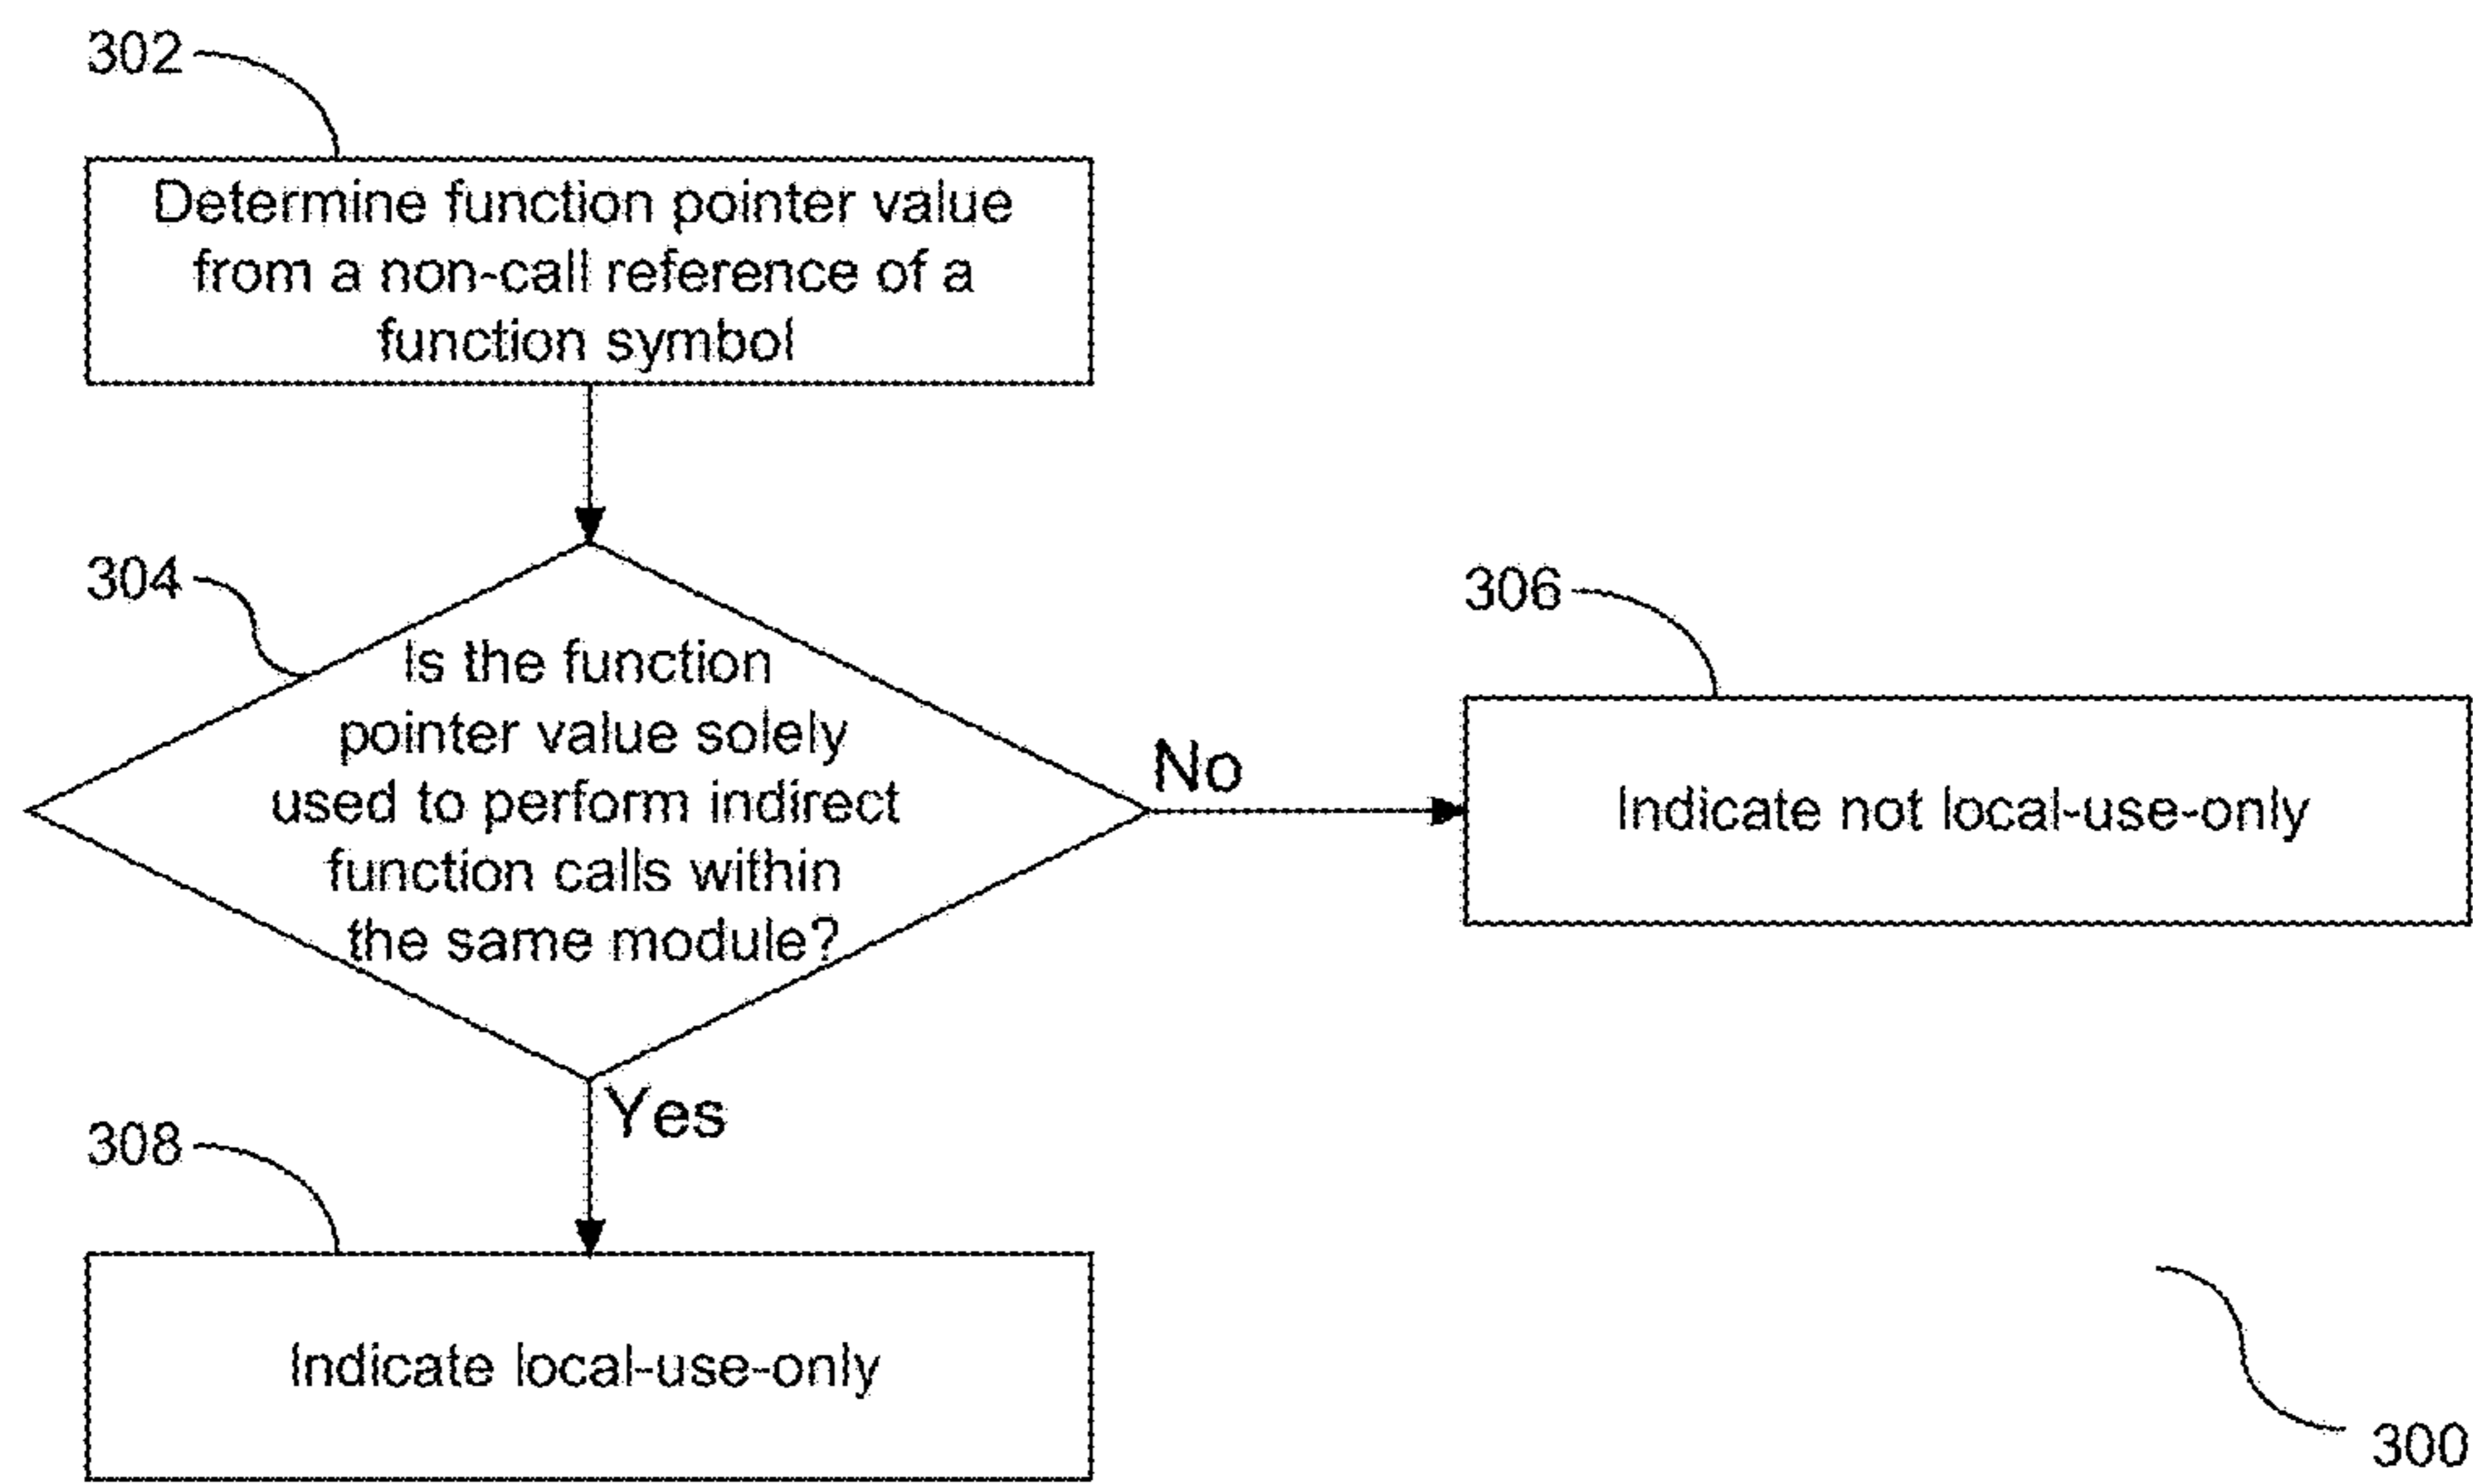 302
Determine function pointer value
from a non-call reference of a
function symbol
304
Is the function
pointer value solely
used to perform indirect
function calls within
the same module?
No
306
Indicate not local-use-only
Yes
308
Indicate local-use-only
300